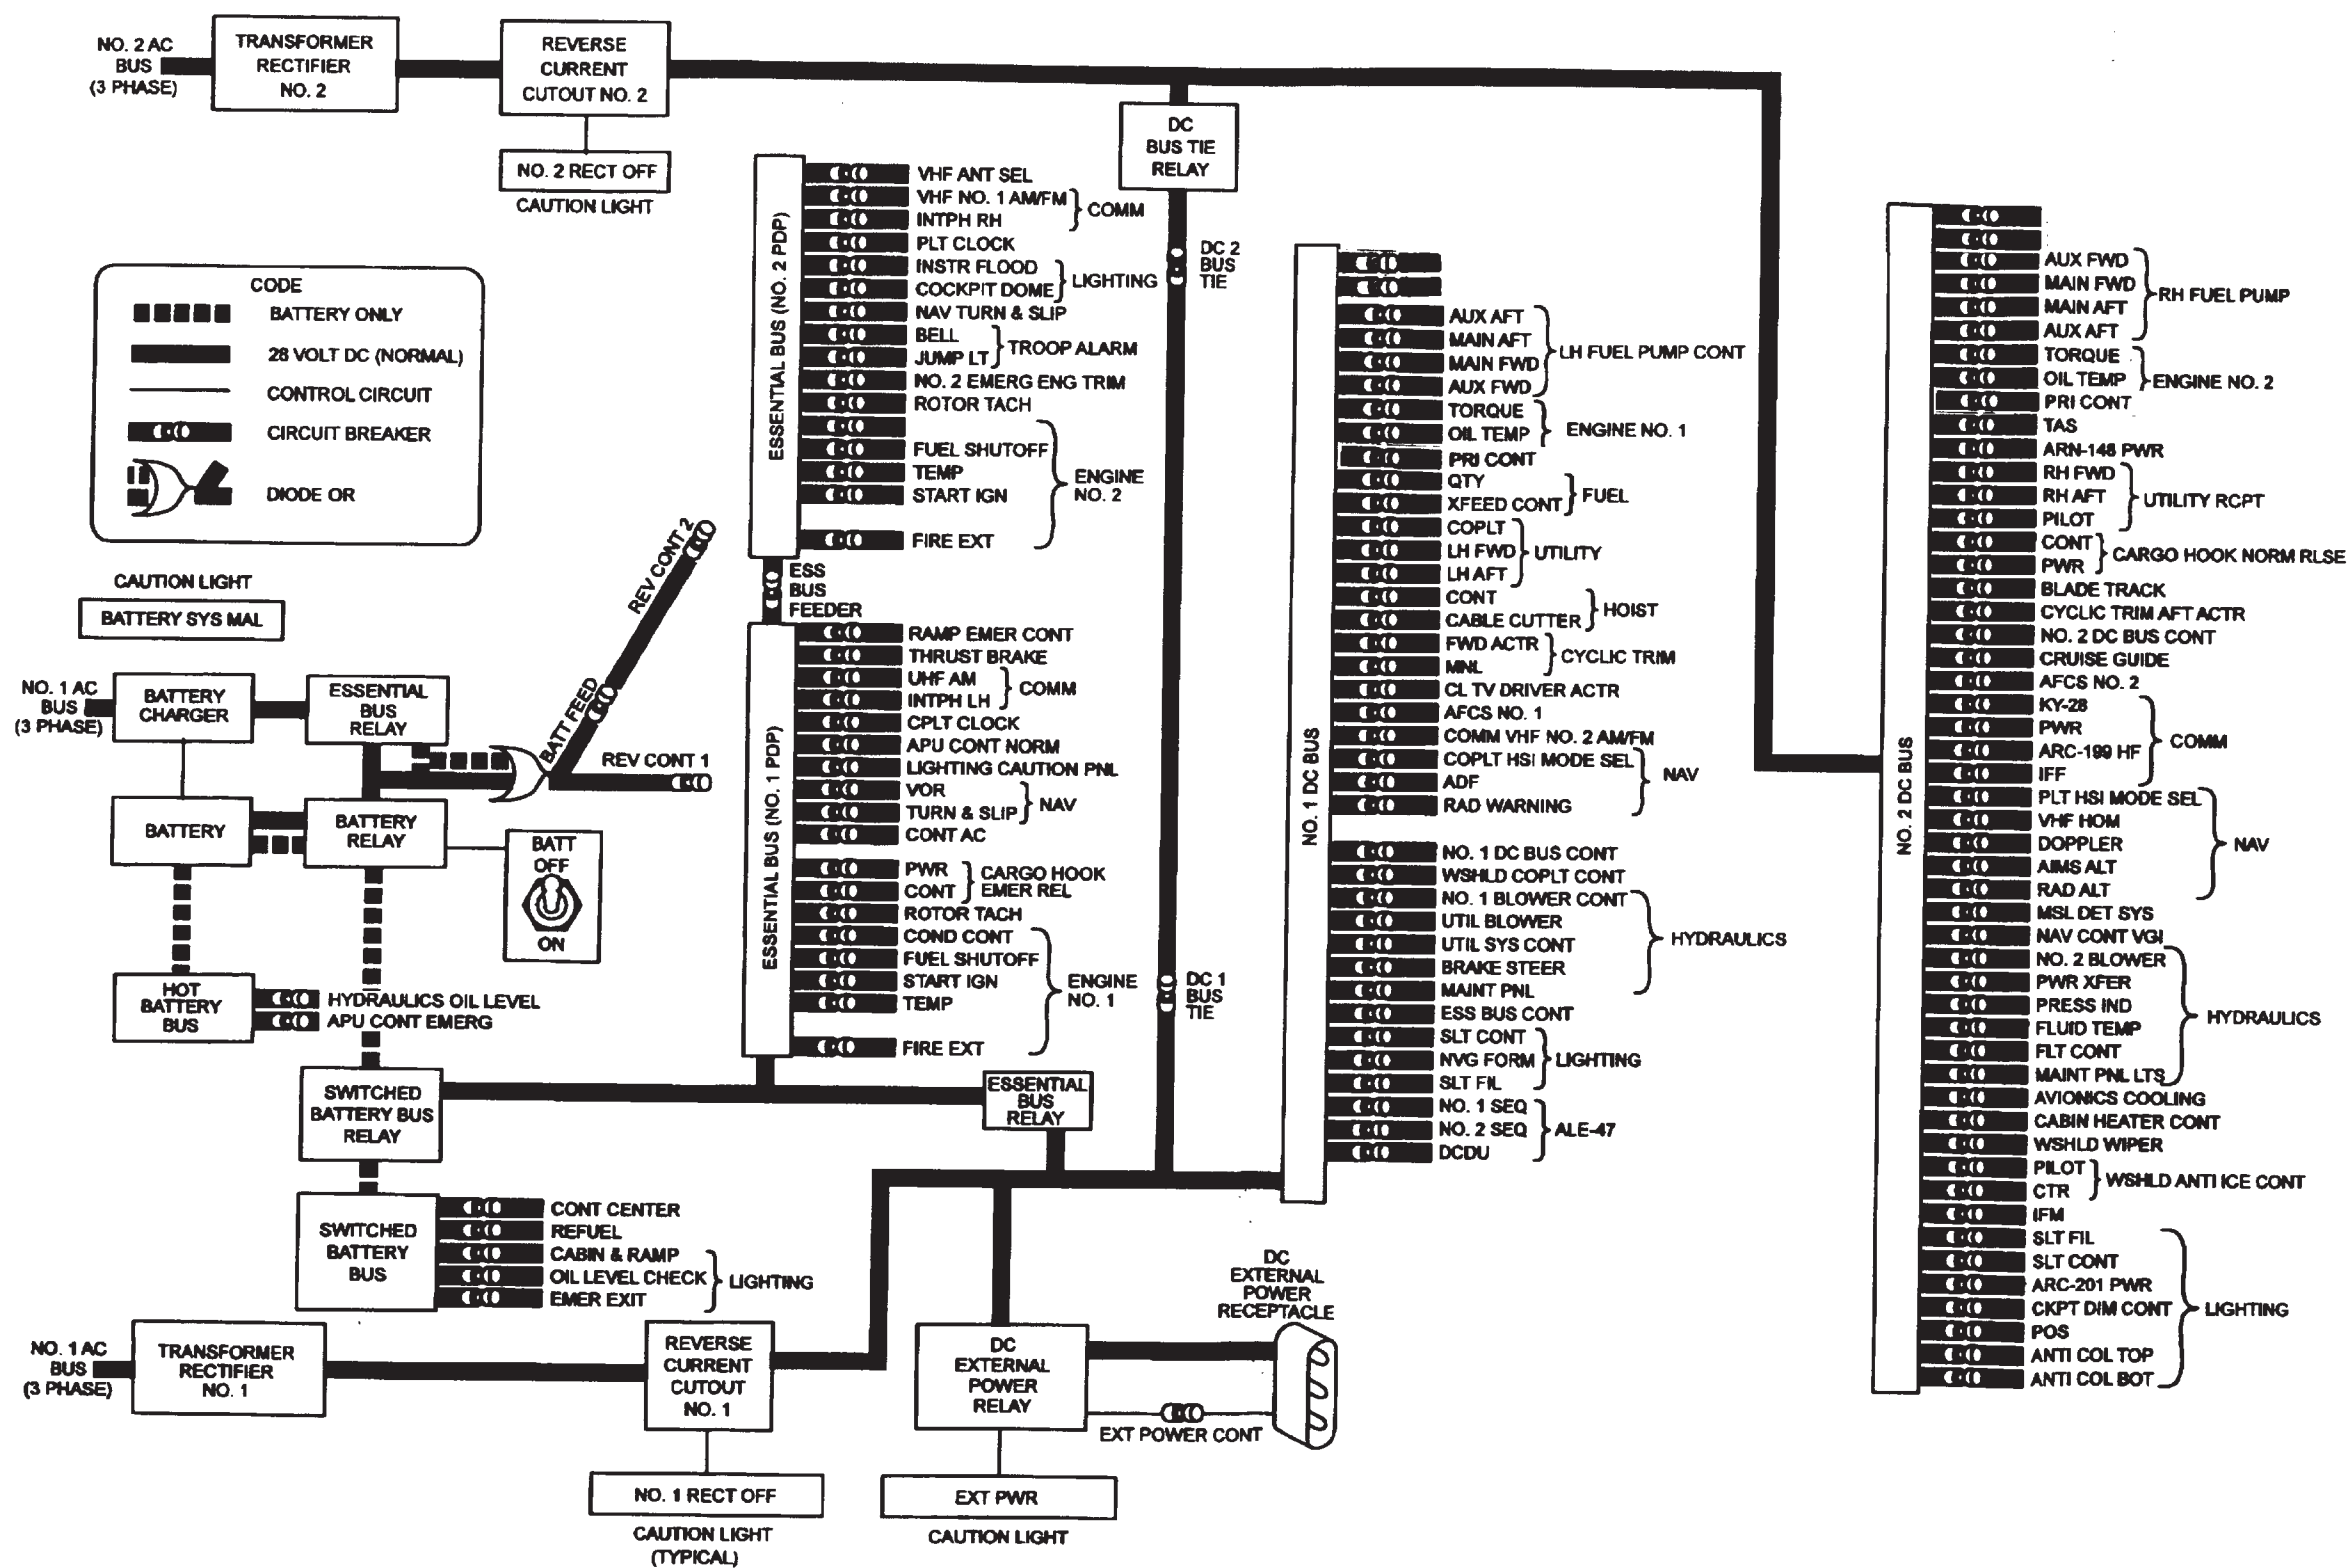 NO. 2 AC
BUS
(3 PHASE)
TRANSFORMER
RECTIFIER
NO. 2
REVERSE
CURRENT
CUTOUT NO. 2
NO. 2 RECT OFF
CAUTION LIGHT
DC
BUS TIE
RELAY
DC 2
BUS
TIE
CODE
BATTERY ONLY
28 VOLT DC (NORMAL)
CONTROL CIRCUIT
CIRCUIT BREAKER
DIODE OR
CAUTION LIGHT
BATTERY SYS MAL
NO. 1 AC
BUS
(3 PHASE)
BATTERY
CHARGER
ESSENTIAL
BUS
RELAY
BATT FEED
REV CONT 2
REV CONT 1
BATTERY
BATTERY
RELAY
BATT
OFF
ON
HOT
BATTERY
BUS
HYDRAULICS OIL LEVEL
APU CONT EMERG
SWITCHED
BATTERY BUS
RELAY
SWITCHED
BATTERY
BUS
CONT CENTER
REFUEL
CABIN & RAMP
OIL LEVEL CHECK
EMER EXIT
LIGHTING
ESSENTIAL BUS (NO. 2 PDP)
VHF ANT SEL
VHF NO. 1 AM/FM
INTPH RH
COMM
PLT CLOCK
INSTR FLOOD
COCKPIT DOME
LIGHTING
NAV TURN & SLIP
BELL
JUMP LT
TROOP ALARM
NO. 2 EMERG ENG TRIM
ROTOR TACH
FUEL SHUTOFF
TEMP
START IGN
FIRE EXT
ENGINE
NO. 2
ESS
BUS
FEEDER
ESSENTIAL BUS (NO. 1 PDP)
RAMP EMER CONT
THRUST BRAKE
UHF AM
INTPH LH
COMM
CPLT CLOCK
APU CONT NORM
LIGHTING CAUTION PNL
VOR
TURN & SLIP
NAV
CONT AC
PWR
CONT
CARGO HOOK
EMER REL
ROTOR TACH
COND CONT
FUEL SHUTOFF
START IGN
TEMP
FIRE EXT
ENGINE
NO. 1
DC 1
BUS
TIE
ESSENTIAL
BUS
RELAY
NO. 1 DC BUS
AUX AFT
MAIN AFT
MAIN FWD
AUX FWD
LH FUEL PUMP CONT
TORQUE
OIL TEMP
ENGINE NO. 1
PRI CONT
QTY
XFEED CONT
FUEL
COPLT
LH FWD
LH AFT
UTILITY
CONT
CABLE CUTTER
HOIST
FWD ACTR
MNL
CYCLIC TRIM
CL TV DRIVER ACTR
AFCS NO. 1
COMM VHF NO. 2 AM/FM
COPLT HSI MODE SEL
ADF
RAD WARNING
NAV
NO. 1 DC BUS CONT
WSHLD COPLT CONT
NO. 1 BLOWER CONT
UTIL BLOWER
UTIL SYS CONT
BRAKE STEER
MAINT PNL
HYDRAULICS
ESS BUS CONT
SLT CONT
NVG FORM
SLT FIL
LIGHTING
NO. 1 SEQ
NO. 2 SEQ
DCDU
ALE-47
NO. 2 DC BUS
AUX FWD
MAIN FWD
MAIN AFT
AUX AFT
RH FUEL PUMP
TORQUE
OIL TEMP
ENGINE NO. 2
PRI CONT
TAS
ARN-148 PWR
RH FWD
RH AFT
PILOT
UTILITY RCPT
CONT
PWR
CARGO HOOK NORM RLSE
BLADE TRACK
CYCLIC TRIM AFT ACTR
NO. 2 DC BUS CONT
CRUISE GUIDE
AFCS NO. 2
KY-28
PWR
ARC-199 HF
IFF
COMM
PLT HSI MODE SEL
VHF HOM
DOPPLER
AIMS ALT
RAD ALT
NAV
MSL DET SYS
NAV CONT VGI
NO. 2 BLOWER
PWR XFER
PRESS IND
FLUID TEMP
FLT CONT
MAINT PNL LTS
HYDRAULICS
AVIONICS COOLING
CABIN HEATER CONT
WSHLD WIPER
PILOT
CTR
WSHLD ANTI ICE CONT
IFM
SLT FIL
SLT CONT
ARC-201 PWR
CKPT DIM CONT
POS
ANTI COL TOP
ANTI COL BOT
LIGHTING
NO. 1 AC
BUS
(3 PHASE)
TRANSFORMER
RECTIFIER
NO. 1
REVERSE
CURRENT
CUTOUT
NO. 1
NO. 1 RECT OFF
CAUTION LIGHT
(TYPICAL)
DC
EXTERNAL
POWER
RELAY
EXT PWR
CAUTION LIGHT
DC
EXTERNAL
POWER
RECEPTACLE
EXT POWER CONT